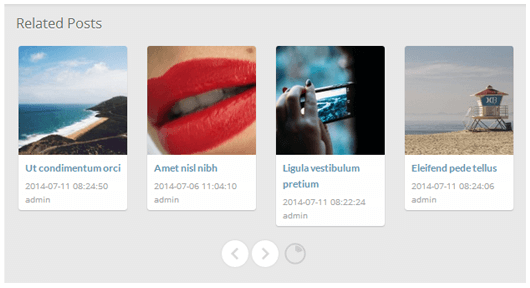 Related Posts
Ut condimentum orci
2014-07-11 08:24:50
admin
Amet nisl nibh
2014-07-06 11:04:10
admin
Ligula vestibulum
pretium
2014-07-11 08:22:24
admin
Eleifend pede tellus
2014-07-11 08:24:06
admin